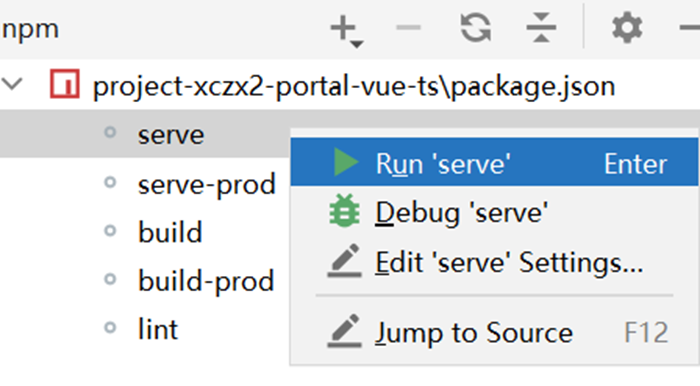 npm
project-xczx2-portal-vue-ts\package.json
serve
Run 'serve' Enter
serve-prod
Debug 'serve'
build
Edit 'serve' Settings...
build-prod
lint
Jump to Source F12